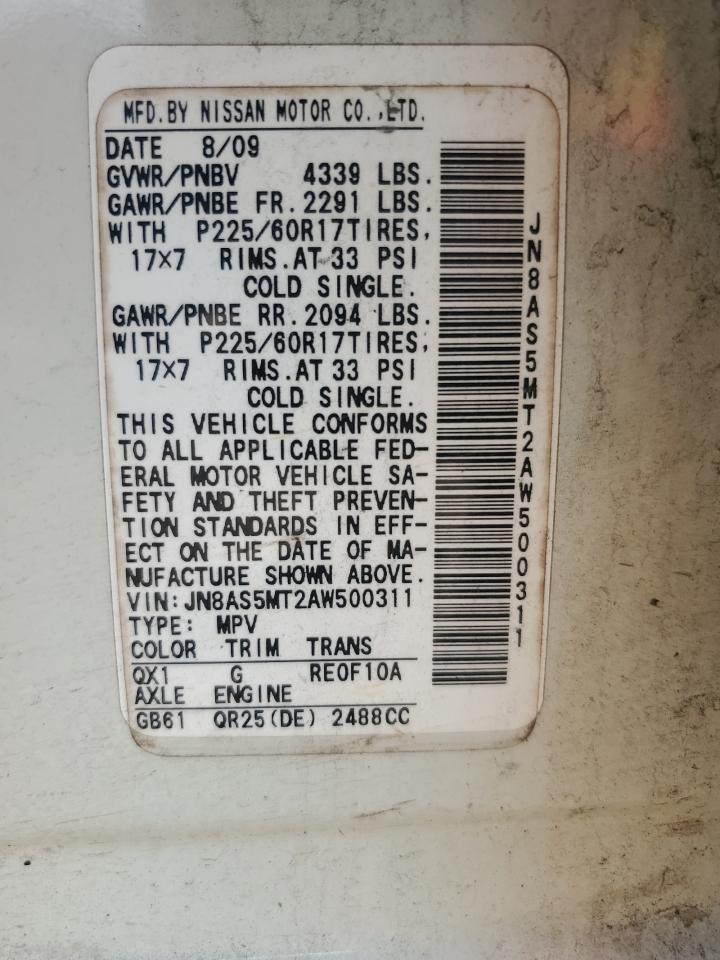 MFD.BY NISSAN MOTOR CO.,LTD.
DATE 8/09
GVWR/PNBV 4339 LBS.
GAWR/PNBE FR.2291 LBS.
WITH P225/60R17TIRES,
17×7 RIMS.AT 33 PSI
COLD SINGLE.
GAWR/PNBE RR.2094 LBS.
WITH P225/60R17TIRES,
17×7 RIMS.AT 33 PSI
COLD SINGLE.
THIS VEHICLE CONFORMS
TO ALL APPLICABLE FED-
ERAL MOTOR VEHICLE SA-
FETY AND THEFT PREVEN-
TION STANDARDS IN EFF-
ECT ON THE DATE OF MA-
NUFACTURE SHOWN ABOVE.
VIN:JN8AS5MT2AW500311
TYPE: MPV
COLOR TRIM TRANS
QX1 G RE0F10A
AXLE ENGINE
GB61 QR25(DE) 2488CC
JN8AS5MT2AW500311